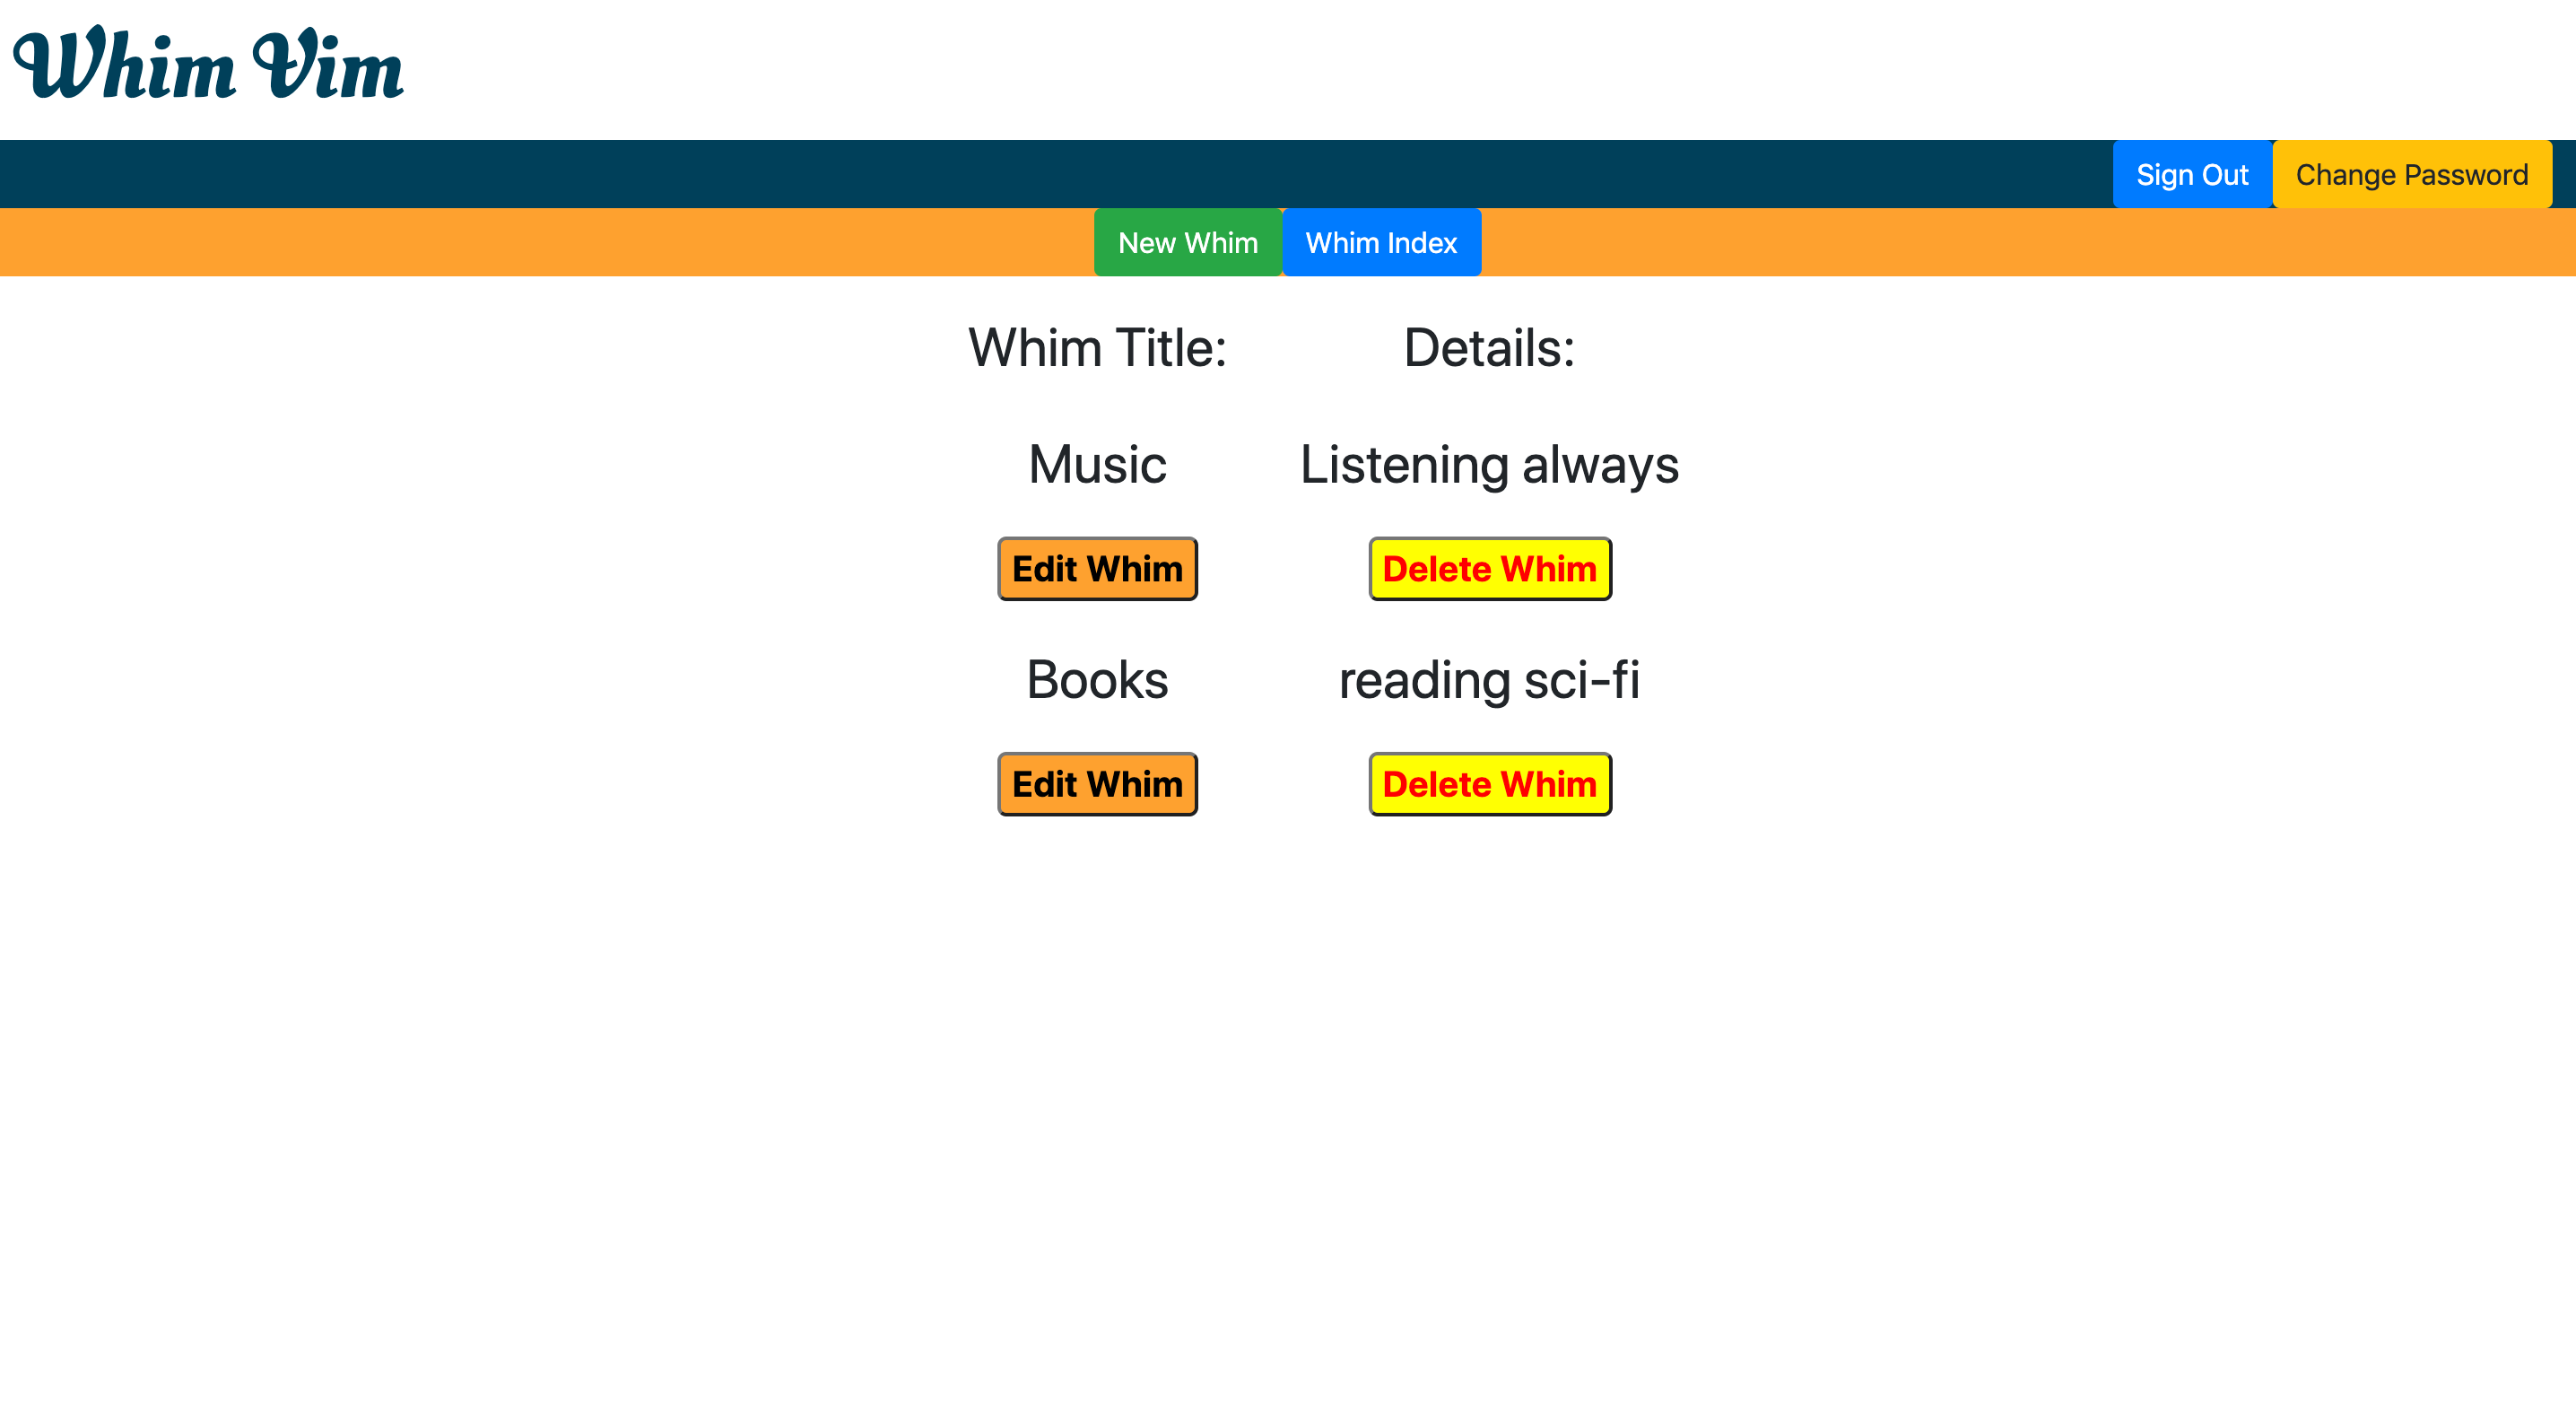 Whim Vim
Sign Out Change Password
New Whim Whim Index
Whim Title: Details:
Music Listening always
Edit Whim Delete Whim
Books reading sci-fi
Edit Whim Delete Whim